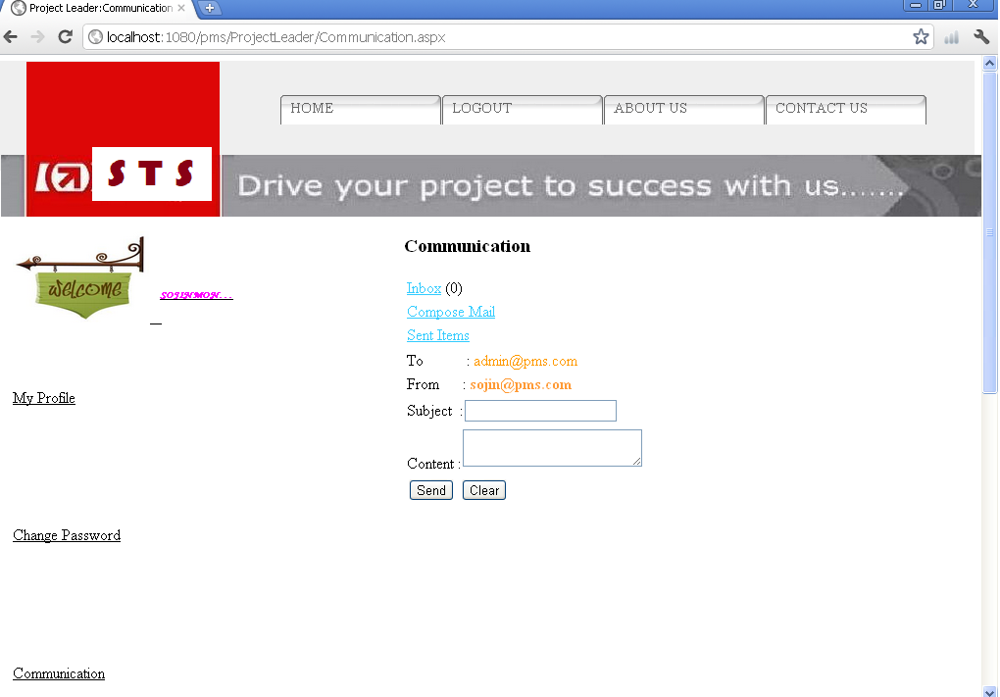 Project Leader:Communication
localhost:1080/pms/ProjectLeader/Communication.aspx
HOME LOGOUT ABOUT US CONTACT US
STS
Drive your project to success with us.......
Communication
welcome
SOJINMON...
Inbox (0)
Compose Mail
Sent Items
To : admin@pms.com
From : sojin@pms.com
My Profile
Subject :
Content :
Send Clear
Change Password
Communication